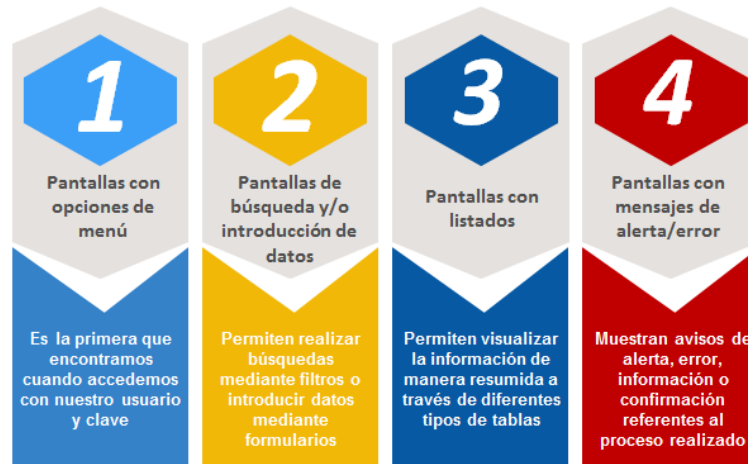 1
Pantallas con
opciones de
menú
Es la primera que
encontramos
cuando accedemos
con nuestro usuario
y clave
2
Pantallas de
búsqueda y/o
introducción de
datos
Permiten realizar
búsquedas
mediante filtros o
introducir datos
mediante
formularios
3
Pantallas con
listados
Permiten visualizar
la información de
manera resumida a
través de diferentes
tipos de tablas
4
Pantallas con
mensajes de
alerta/error
Muestran avisos de
alerta, error,
información o
confirmación
referentes al
proceso realizado